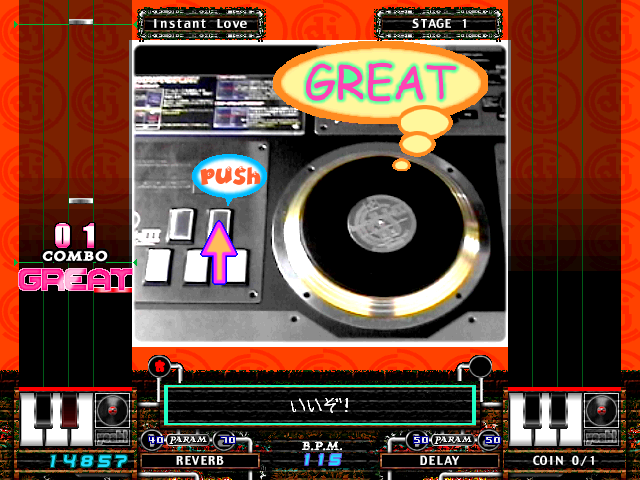 Instant Love
STAGE 1
GREAT
PUSH
01
COMBO
GREAT
いいぞ!
40 PARAM 70
B.P.M.
50 PARAM 50
14857
REVERB
115
DELAY
COIN 0/1